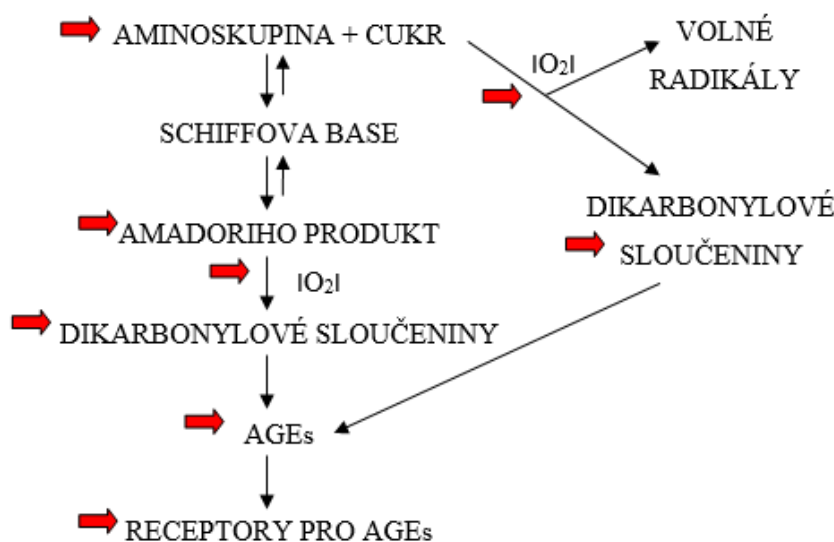 AMINOSKUPINA + CUKR
VOLNÉ
RADIKÁLY
|O₂|
SCHIFFOVA BASE
DIKARBONYLOVÉ
SLOUČENINY
AMADORIHO PRODUKT
|O₂|
DIKARBONYLOVÉ SLOUČENINY
AGEs
RECEPTORY PRO AGEs